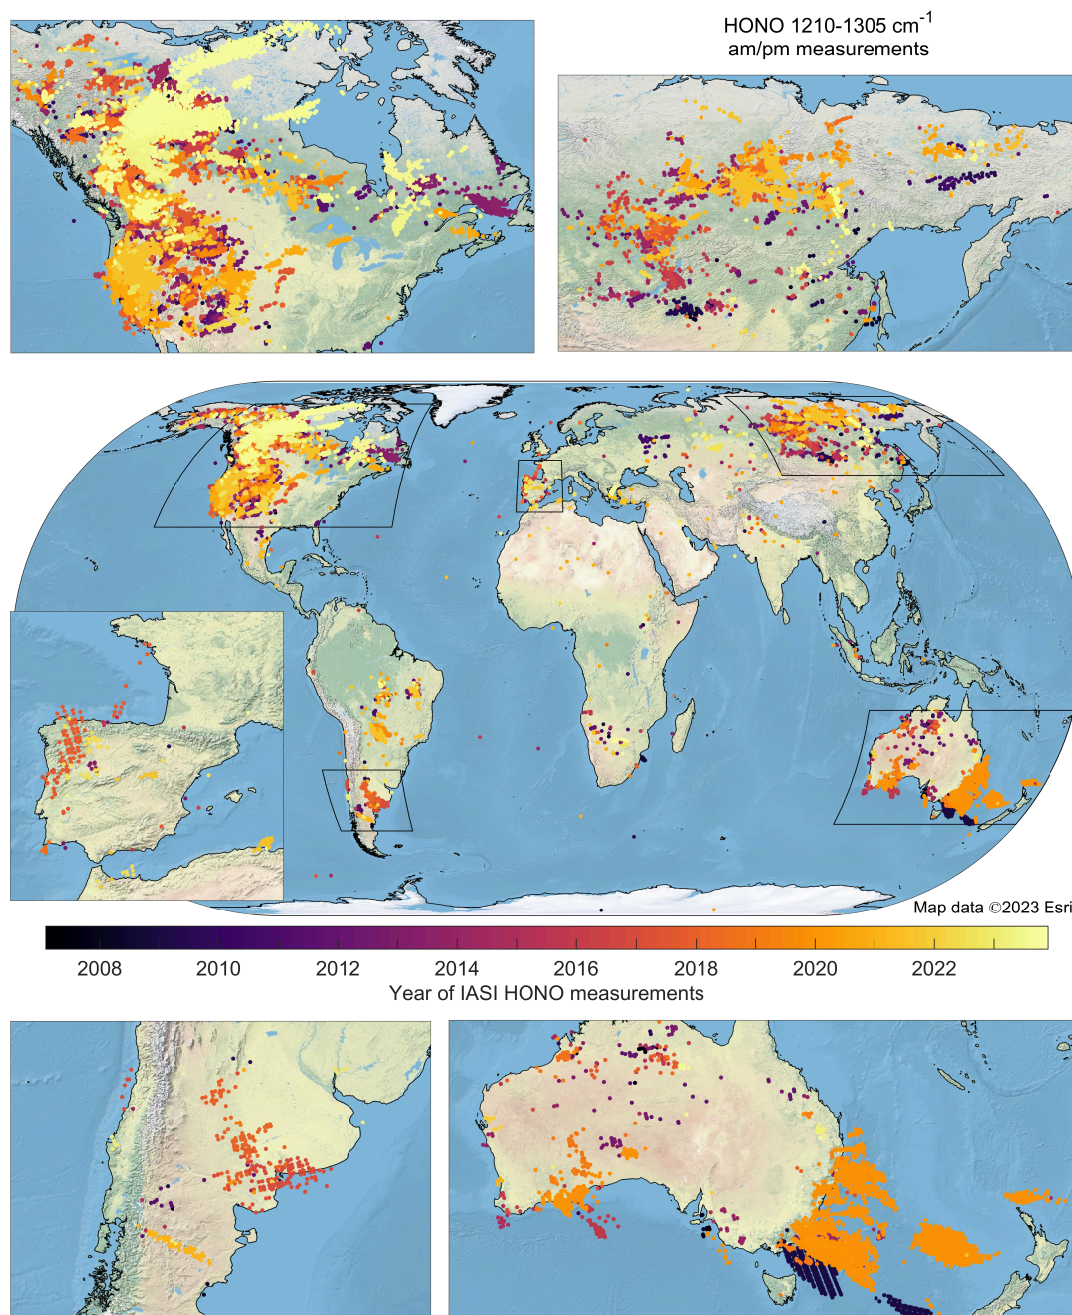 HONO 1210-1305 cm⁻¹
am/pm measurements
Map data ©2023 Esri
2008 2010 2012 2014 2016 2018 2020 2022
Year of IASI HONO measurements